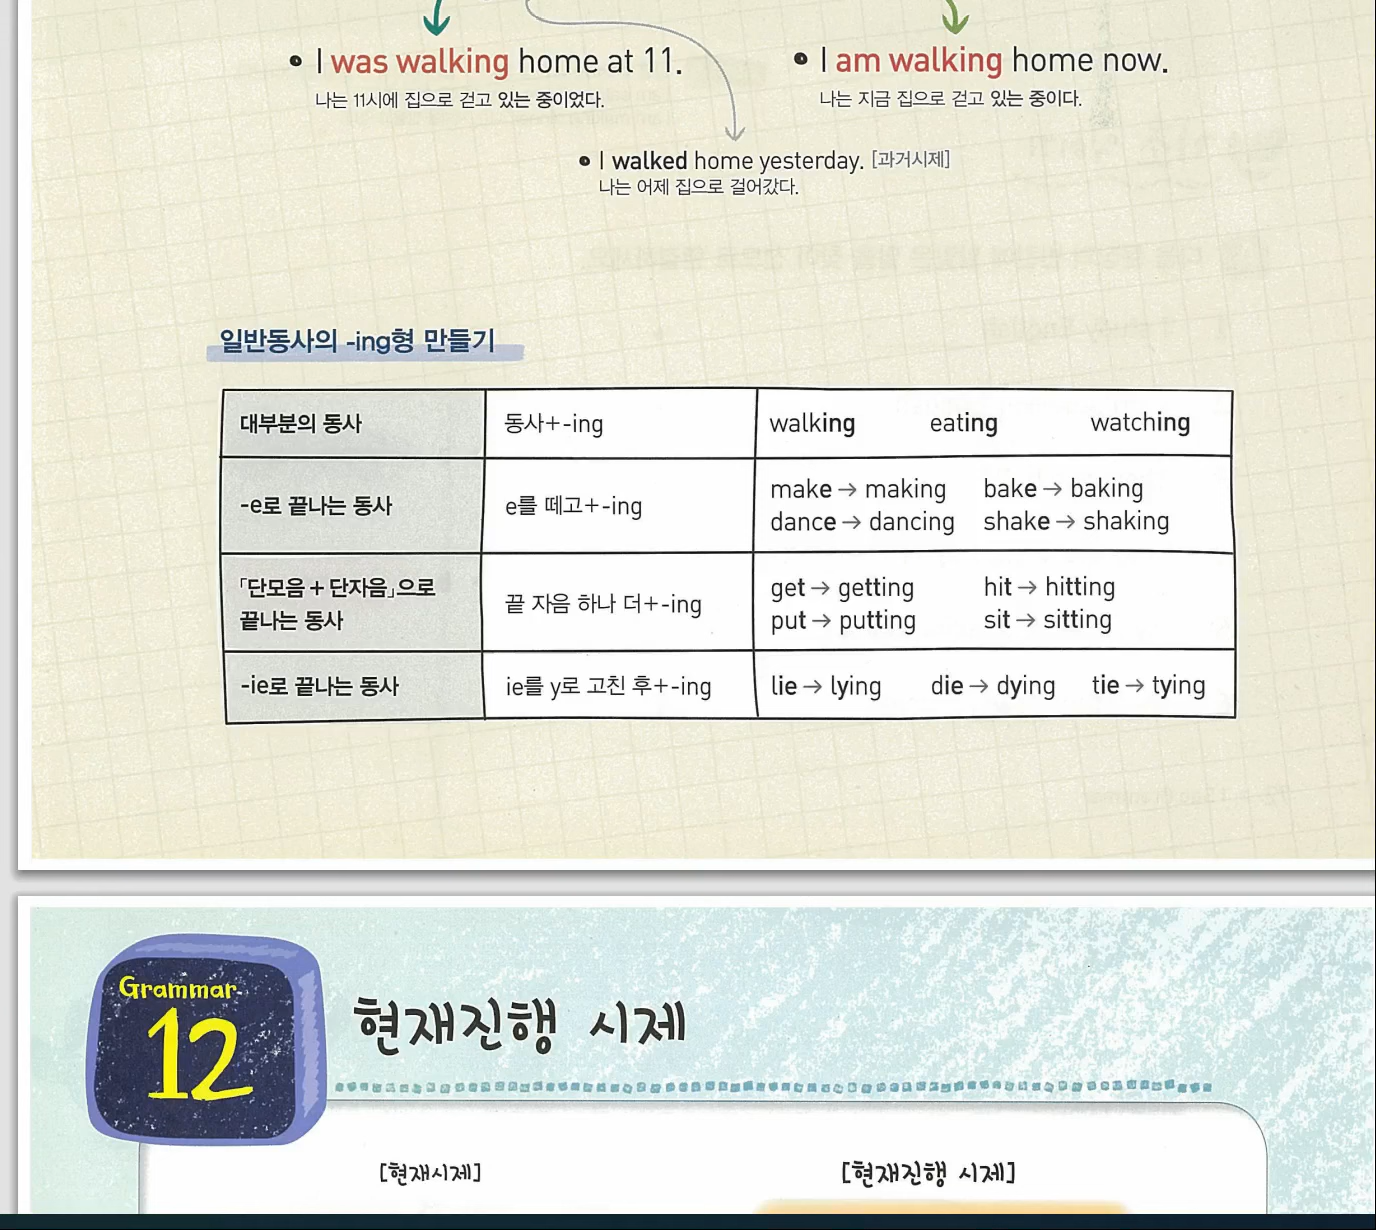 I was walking home at 11.
나는 11시에 집으로 걷고 있는 중이었다.
I am walking home now.
나는 지금 집으로 걷고 있는 중이다.
I walked home yesterday. [과거시제]
나는 어제 집으로 걸어갔다.
일반동사의 -ing형 만들기
대부분의 동사
동사+-ing
walking eating watching
-e로 끝나는 동사
e를 떼고+-ing
make → making bake → baking
dance → dancing shake → shaking
「단모음 + 단자음」으로
끝나는 동사
끝 자음 하나 더+-ing
get → getting hit → hitting
put → putting sit → sitting
-ie로 끝나는 동사
ie를 y로 고친 후+-ing
lie → lying die → dying tie → tying
Grammar
12
현재진행 시제
[현재시제]
[현재진행 시제]